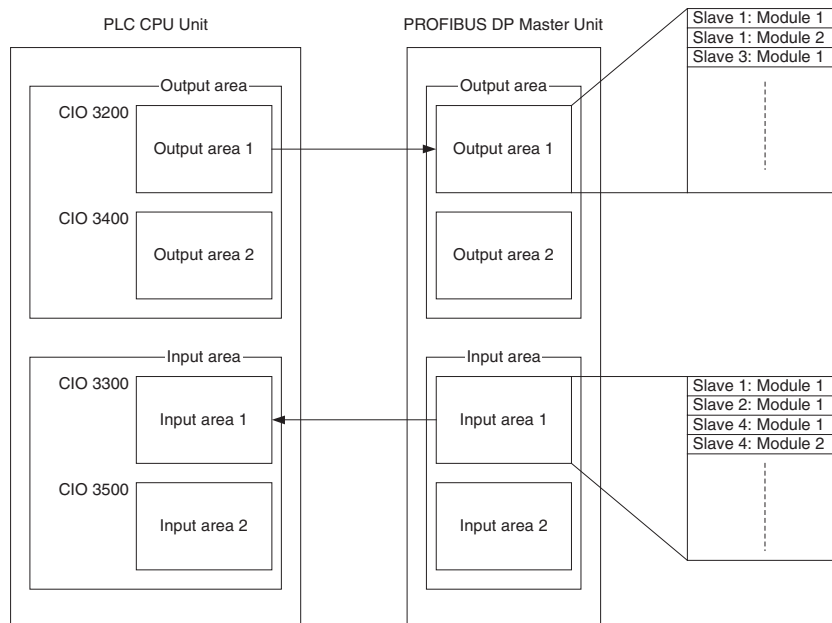 PLC CPU Unit
PROFIBUS DP Master Unit
Slave 1: Module 1
Slave 1: Module 2
Slave 3: Module 1
Output area
CIO 3200
Output area 1
CIO 3400
Output area 2
Output area
Output area 1
Output area 2
Input area
CIO 3300
Input area 1
CIO 3500
Input area 2
Input area
Input area 1
Input area 2
Slave 1: Module 1
Slave 2: Module 1
Slave 4: Module 1
Slave 4: Module 2